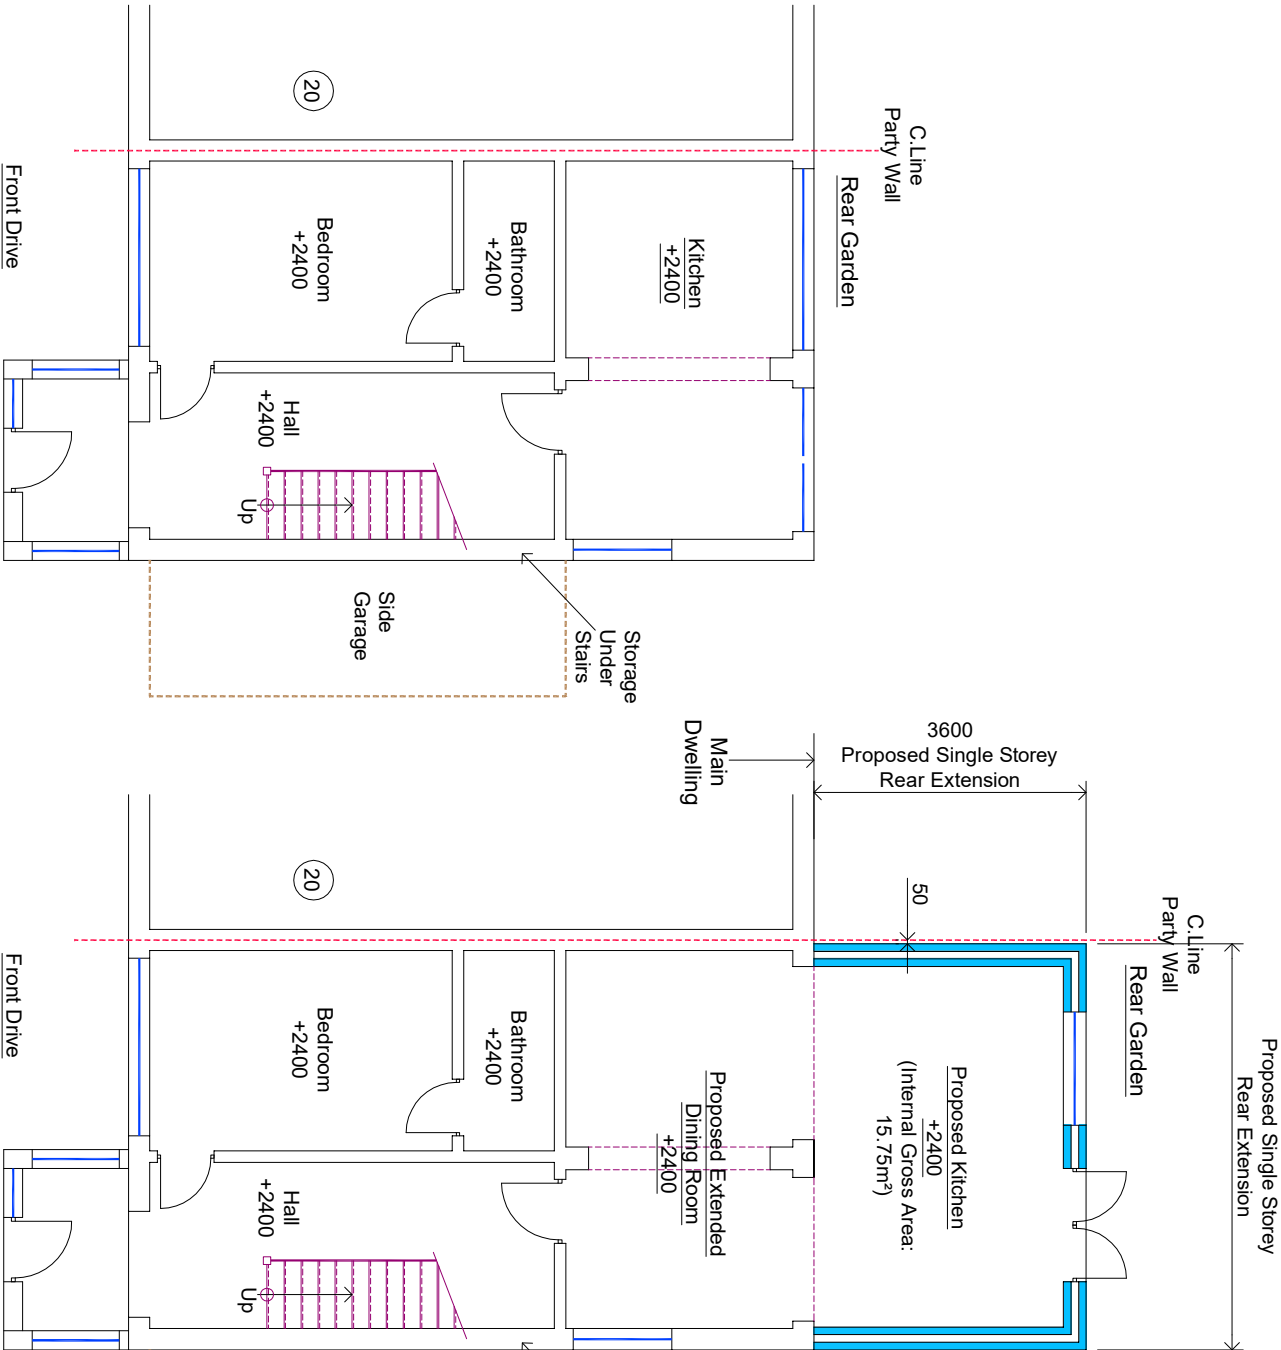 C.Line
Party Wall
Rear Garden
20
Kitchen
+2400
Bathroom
+2400
Bedroom
+2400
Hall
+2400
Up
Front Drive
Side
Garage
Storage
Under
Stairs
3600
Proposed Single Storey
Rear Extension
Main
Dwelling
50
C.Line
Party Wall
Rear Garden
Proposed Single Storey
Rear Extension
20
Proposed Kitchen
+2400
(Internal Gross Area:
15.75m²)
Proposed Extended
Dining Room
+2400
Bathroom
+2400
Bedroom
+2400
Hall
+2400
Up
Front Drive